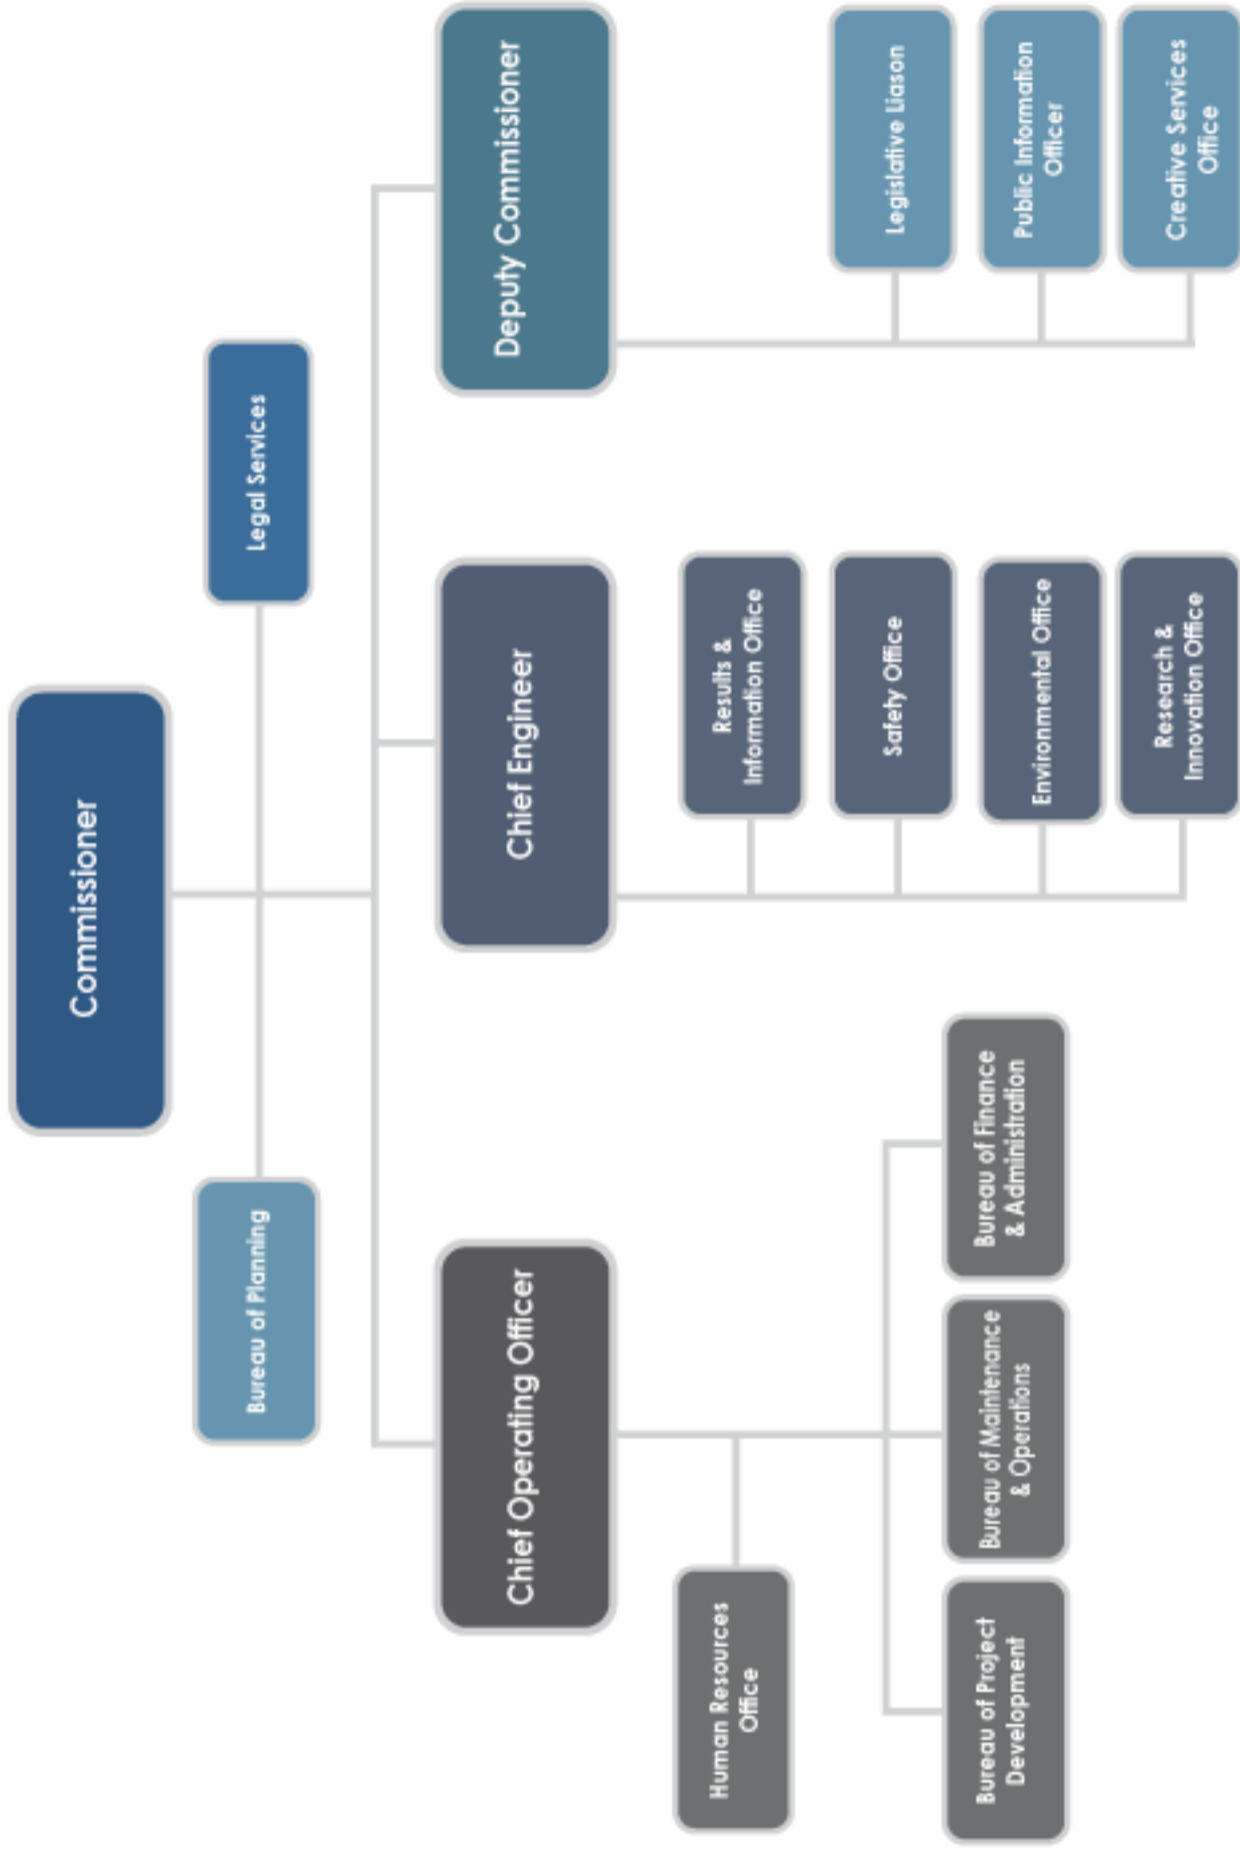 Commissioner
Bureau of Planning
Legal Services
Chief Operating Officer
Chief Engineer
Deputy Commissioner
Human Resources
Office
Bureau of Project
Development
Bureau of Maintenance
& Operations
Bureau of Finance
& Administration
Results &
Information Office
Safety Office
Environmental Office
Research &
Innovation Office
Legislative Liason
Public Information
Officer
Creative Services
Office